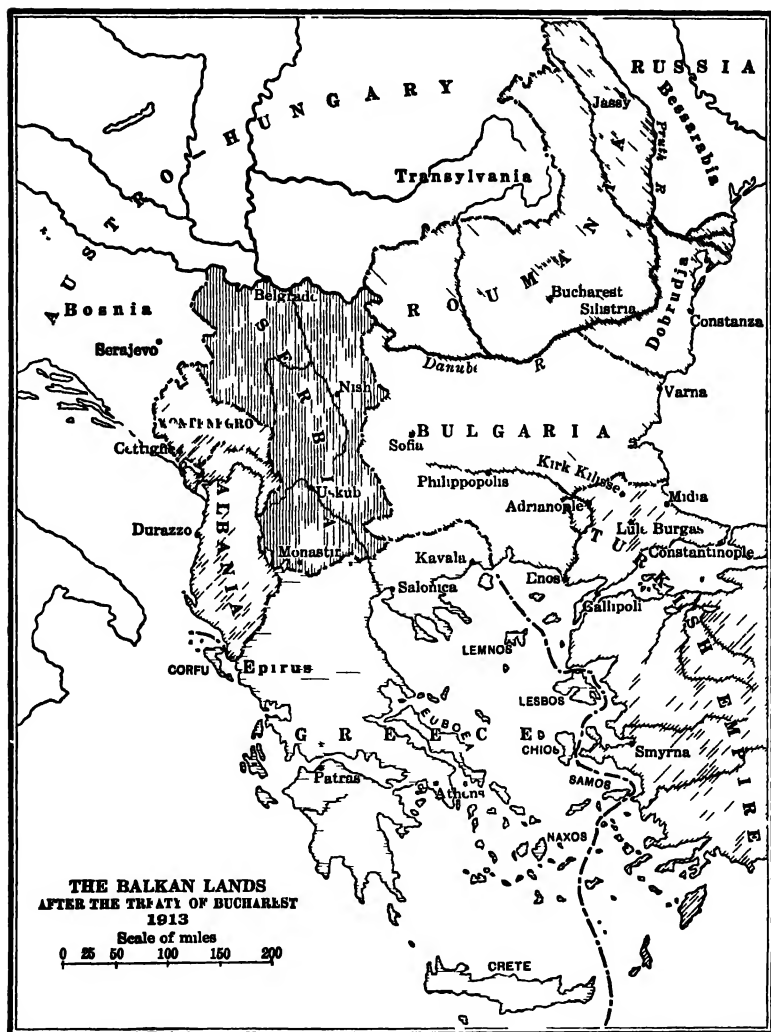 RUSSIA
AUSTRO HUNGARY
Jassy
Pruth R
Bessarabia
Transylvania
ROUMANIA
Bosnia
Belgrade
Bucharest
Silistria
Dobrudja
Constanza
Serajevo
SERBIA
Danube R
Nish
Varna
MONTENEGRO
BULGARIA
Sofia
Cettigne
Kirk Kilisse
Philippopolis
Uskub
Midia
Adrianople
ALBANIA
Durazzo
Lule Burgas
TURKISH EMPIRE
Constantinople
Monastir
Kavala
Enos
Salonica
Gallipoli
LEMNOS
CORFU
Epirus
LESBOS
EUBOEA
GREECE
CHIOS
Smyrna
Patras
SAMOS
Athens
NAXOS
THE BALKAN LANDS
AFTER THE TREATY OF BUCHAREST
1913
Scale of miles
0 25 50 100 150 200
CRETE